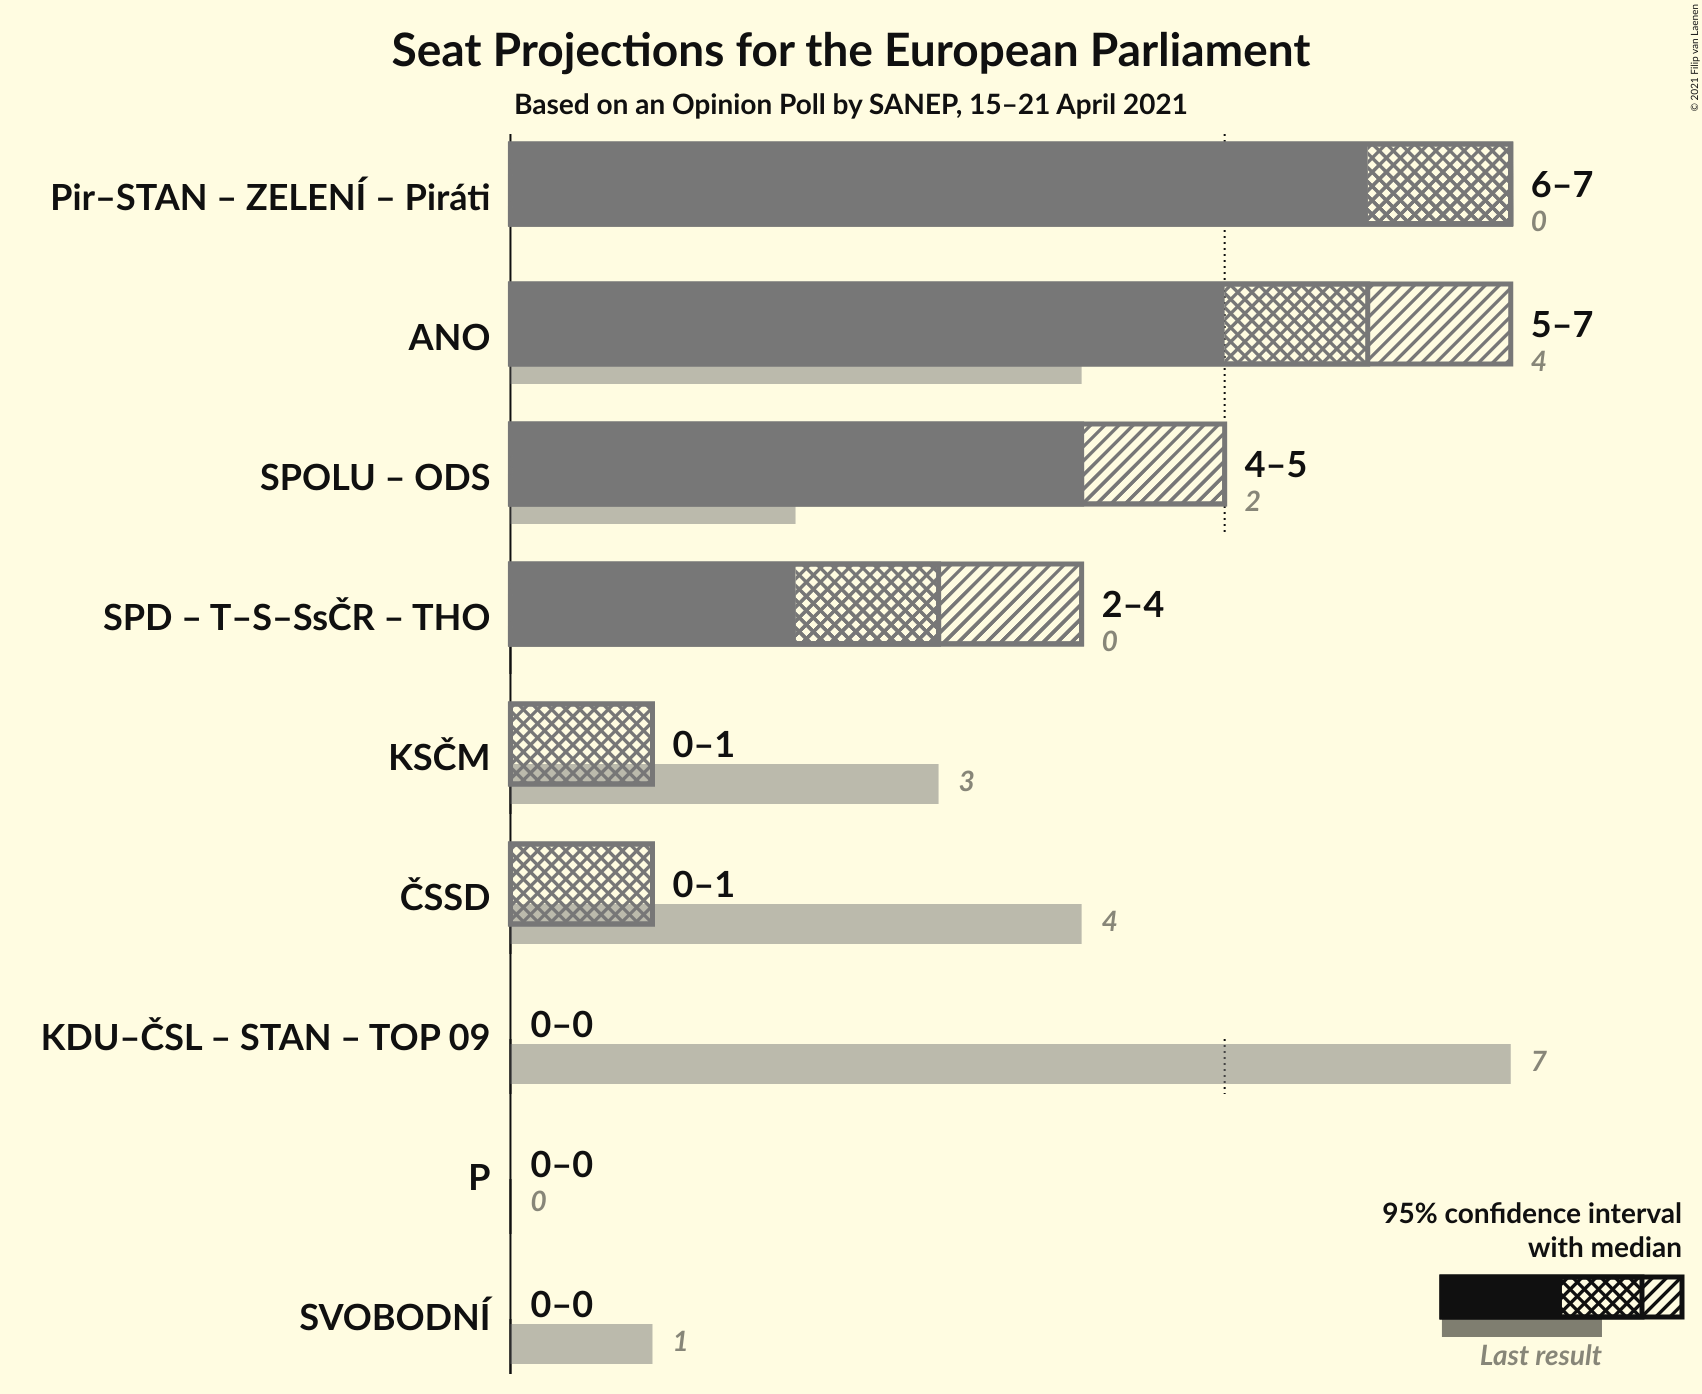 Seat Projections for the European Parliament
Based on an Opinion Poll by SANEP, 15–21 April 2021
© 2021 Filip van Laenen
Pir–STAN – ZELENÍ – Piráti
6–7
0
ANO
5–7
4
SPOLU – ODS
4–5
2
SPD – T–S–SsČR – THO
2–4
0
KSČM
0–1
3
ČSSD
0–1
4
KDU–ČSL – STAN – TOP 09
0–0
7
P
0–0
0
SVOBODNÍ
0–0
1
95% confidence interval
with median
Last result